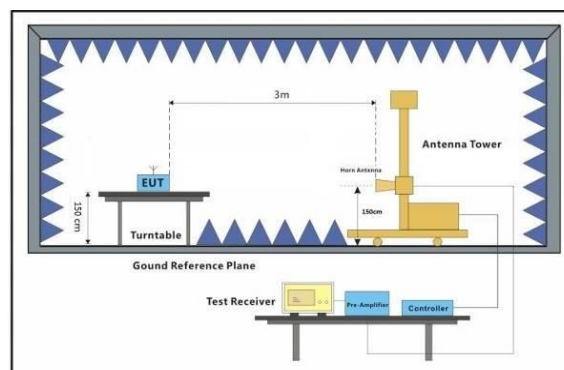 3m
Antenna Tower
Horn Antenna
EUT
150 cm
150cm
Turntable
Gound Reference Plane
Test Receiver
Pre-Amplifier
Controller